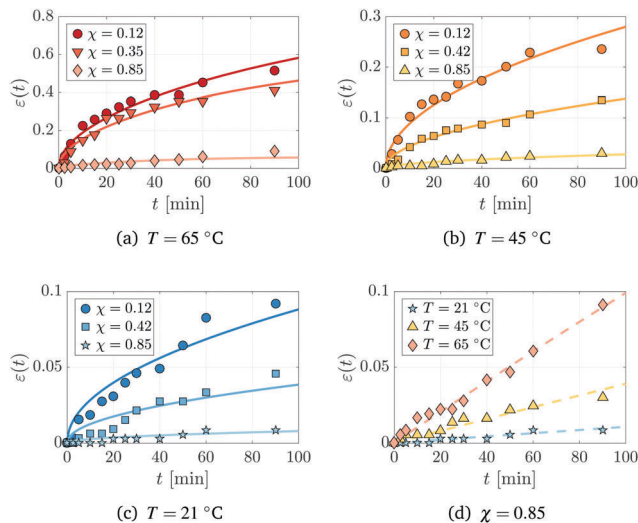 0.8
0.6
0.4
0.2
0
ε(t)
χ = 0.12
χ = 0.35
χ = 0.85
0 20 40 60 80 100
t [min]
(a) T = 65 °C
0.3
0.2
0.1
0
ε(t)
χ = 0.12
χ = 0.42
χ = 0.85
0 20 40 60 80 100
t [min]
(b) T = 45 °C
0.1
0.05
0
ε(t)
χ = 0.12
χ = 0.42
χ = 0.85
0 20 40 60 80 100
t [min]
(c) T = 21 °C
0.1
0.05
0
ε(t)
T = 21 °C
T = 45 °C
T = 65 °C
0 20 40 60 80 100
t [min]
(d) χ = 0.85